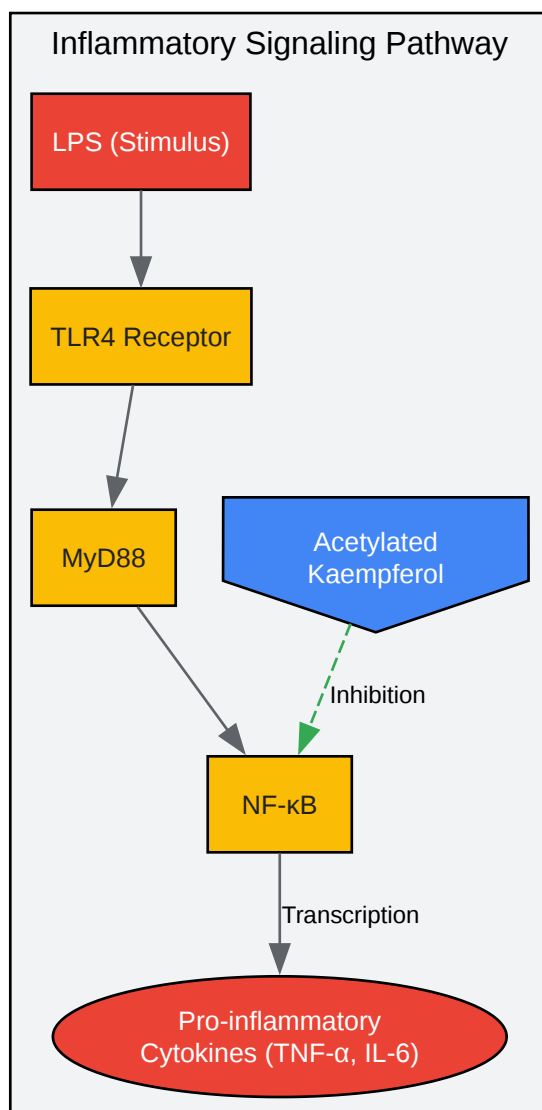 Inflammatory Signaling Pathway
LPS (Stimulus)
TLR4 Receptor
MyD88
Acetylated
Kaempferol
Inhibition
NF-κB
Transcription
Pro-inflammatory
Cytokines (TNF-α, IL-6)